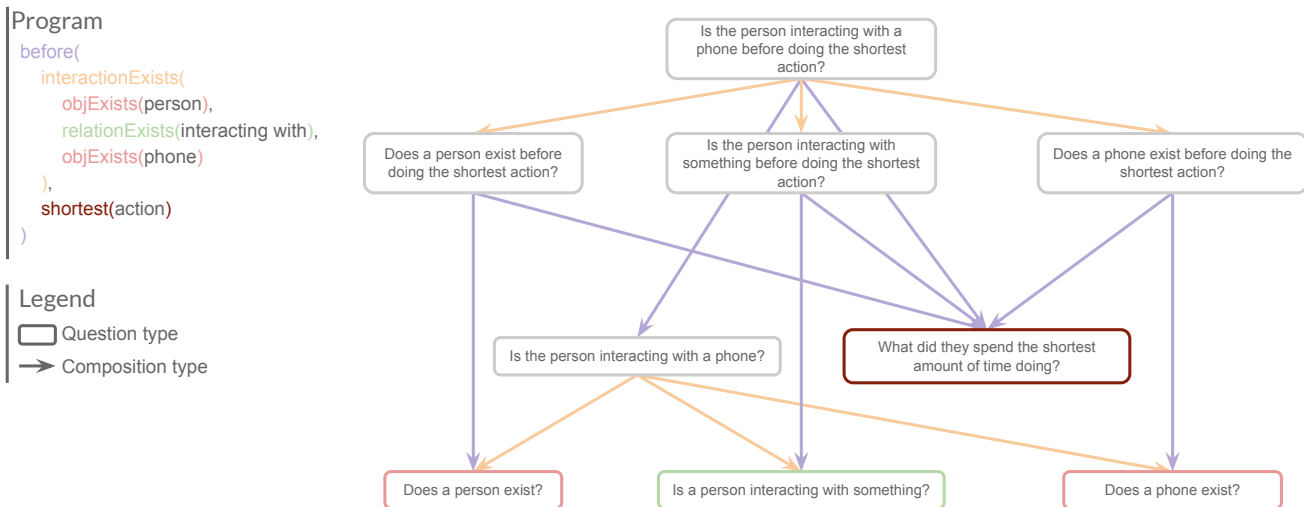 Program
before(
interactionExists(
objExists(person),
relationExists(interacting with),
objExists(phone)
),
shortest(action)
)
Legend
Question type
Composition type
Is the person interacting with a
phone before doing the shortest
action?
Does a person exist before
doing the shortest action?
Is the person interacting with
something before doing the shortest
action?
Does a phone exist before doing the
shortest action?
Is the person interacting with a phone?
What did they spend the shortest
amount of time doing?
Does a person exist?
Is a person interacting with something?
Does a phone exist?